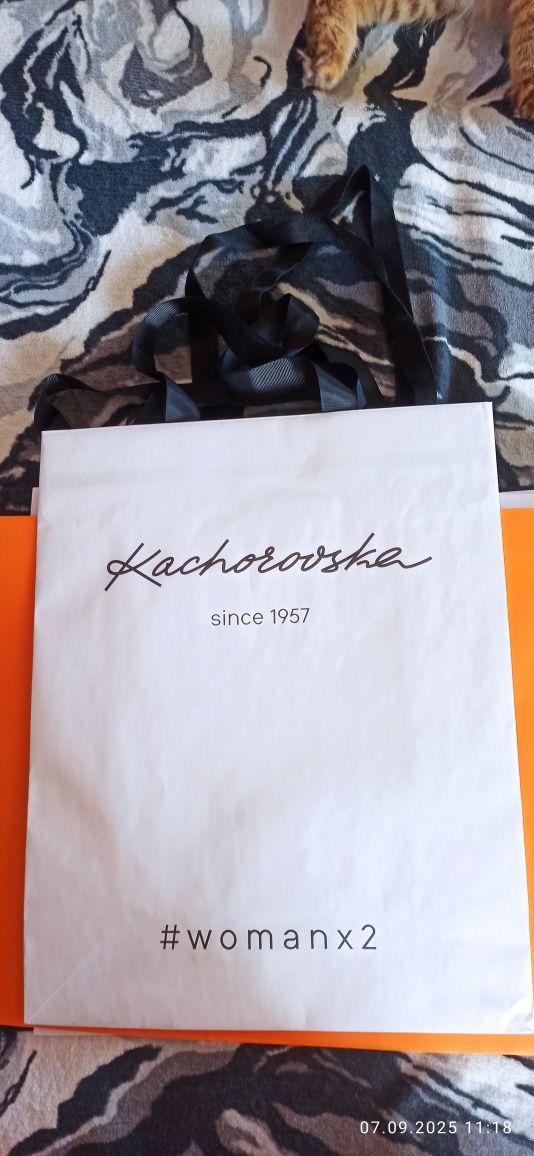 Kachorovska
since 1957
#womanx2
07.09.2025 11:18